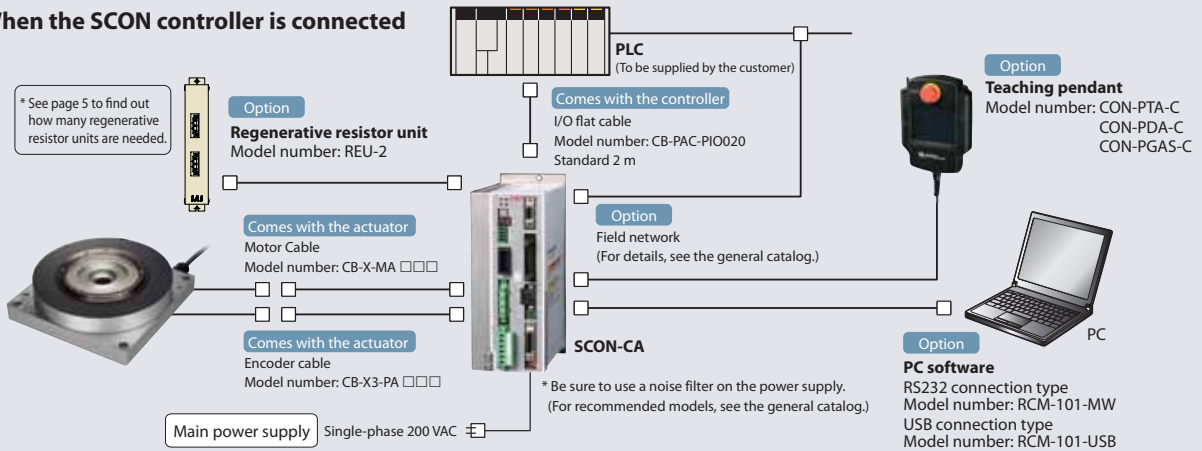 When the SCON controller is connected
* See page 5 to find out
how many regenerative
resistor units are needed.
Option
Regenerative resistor unit
Model number: REU-2
PLC
(To be supplied by the customer)
Comes with the controller
I/O flat cable
Model number: CB-PAC-PIO020
Standard 2 m
Option
Teaching pendant
Model number: CON-PTA-C
CON-PDA-C
CON-PGAS-C
Comes with the actuator
Motor Cable
Model number: CB-X-MA □□□
Option
Field network
(For details, see the general catalog.)
Comes with the actuator
Encoder cable
Model number: CB-X3-PA □□□
SCON-CA
PC
Option
PC software
RS232 connection type
Model number: RCM-101-MW
USB connection type
Model number: RCM-101-USB
* Be sure to use a noise filter on the power supply.
(For recommended models, see the general catalog.)
Main power supply Single-phase 200 VAC